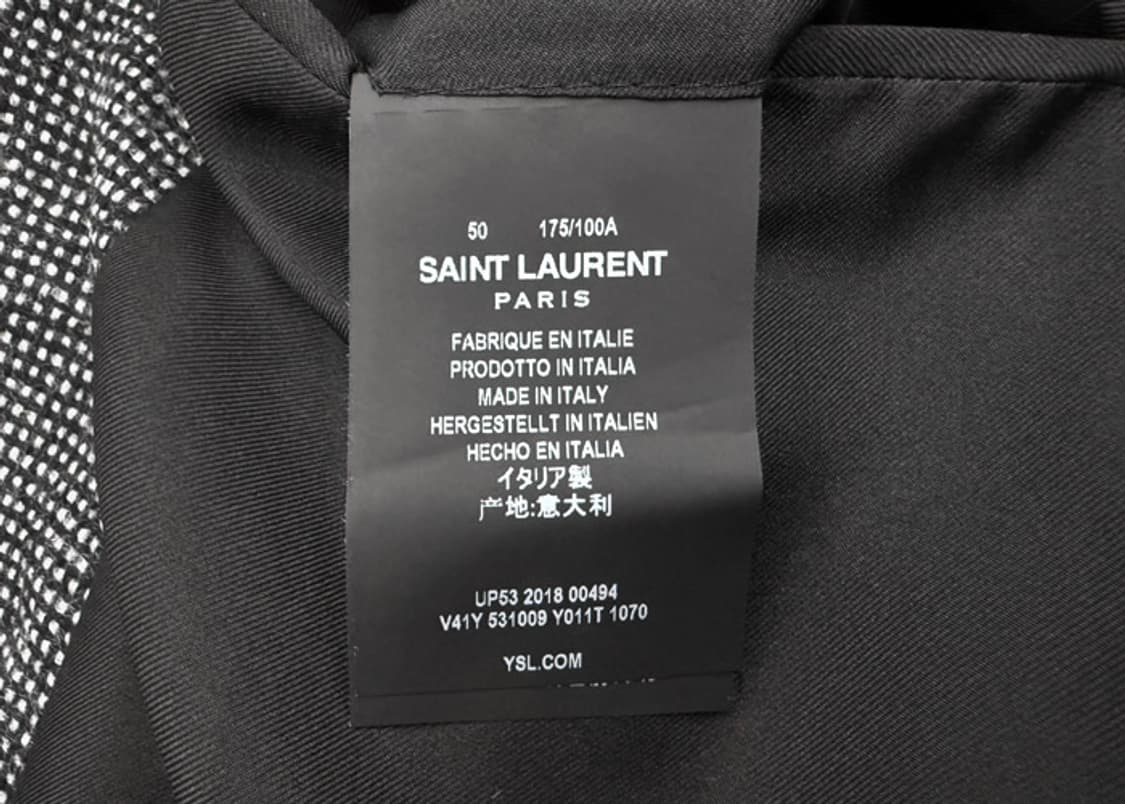 50 175/100A
SAINT LAURENT
PARIS
FABRIQUE EN ITALIE
PRODOTTO IN ITALIA
MADE IN ITALY
HERGESTELLT IN ITALIEN
HECHO EN ITALIA
イタリア製
产地:意大利
UP53 2018 00494
V41Y 531009 Y011T 1070
YSL.COM